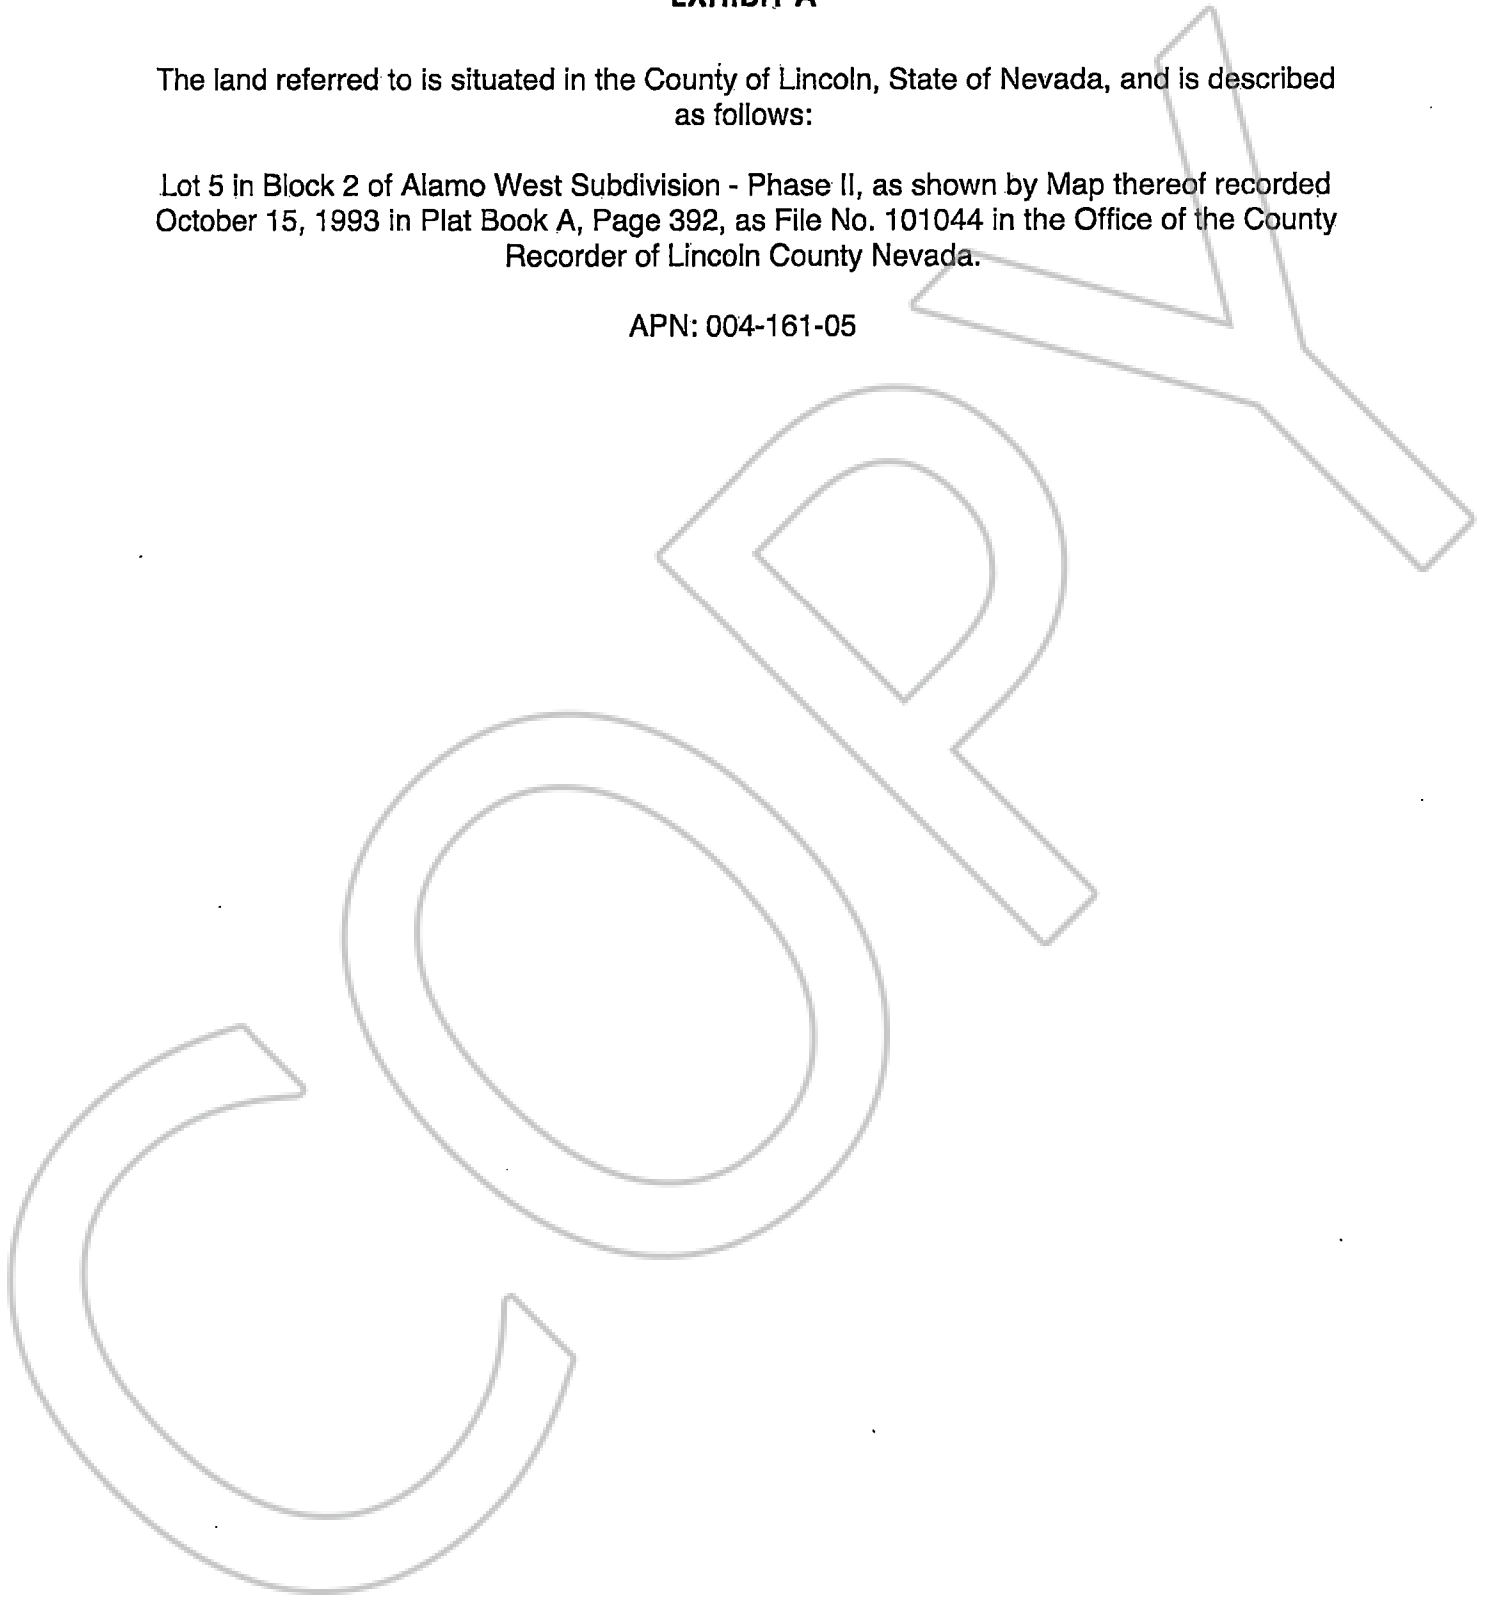 EXHIBIT A
The land referred to is situated in the County of Lincoln, State of Nevada, and is described
as follows:
Lot 5 in Block 2 of Alamo West Subdivision - Phase II, as shown by Map thereof recorded
October 15, 1993 in Plat Book A, Page 392, as File No. 101044 in the Office of the County
Recorder of Lincoln County Nevada.
APN: 004-161-05
COPY